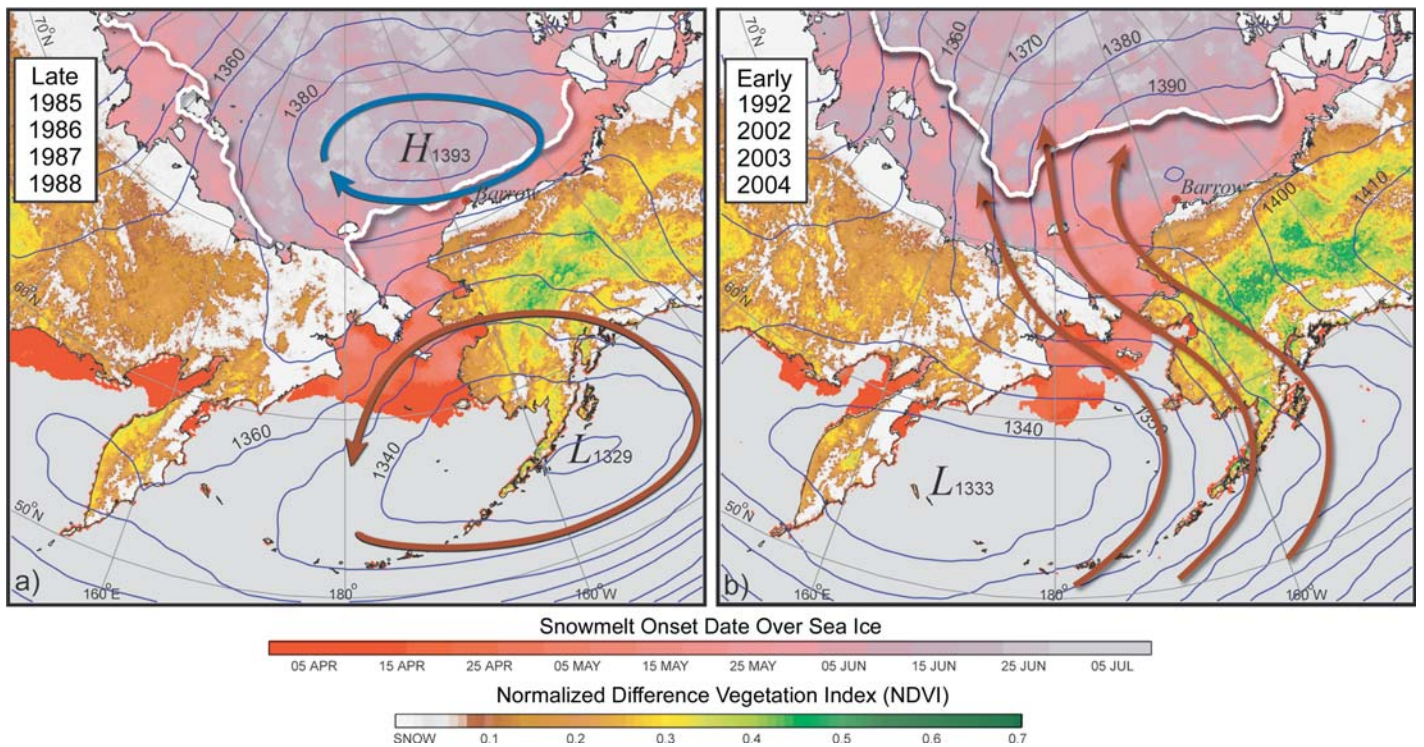 70°N
Late
1985
1986
1987
1988
1360
1380
H 1393
Barrow
60°N
1360
1340
L 1329
50°N
a)
160°E
180°
160°W
70°N
Early
1992
2002
2003
2004
1360
1370
1380
1390
Barrow
1400
1410
60°N
1340
1350
L 1333
50°N
b)
160°E
180°
160°W
Snowmelt Onset Date Over Sea Ice
05 APR 15 APR 25 APR 05 MAY 15 MAY 25 MAY 05 JUN 15 JUN 25 JUN 05 JUL
Normalized Difference Vegetation Index (NDVI)
SNOW 0.1 0.2 0.3 0.4 0.5 0.6 0.7